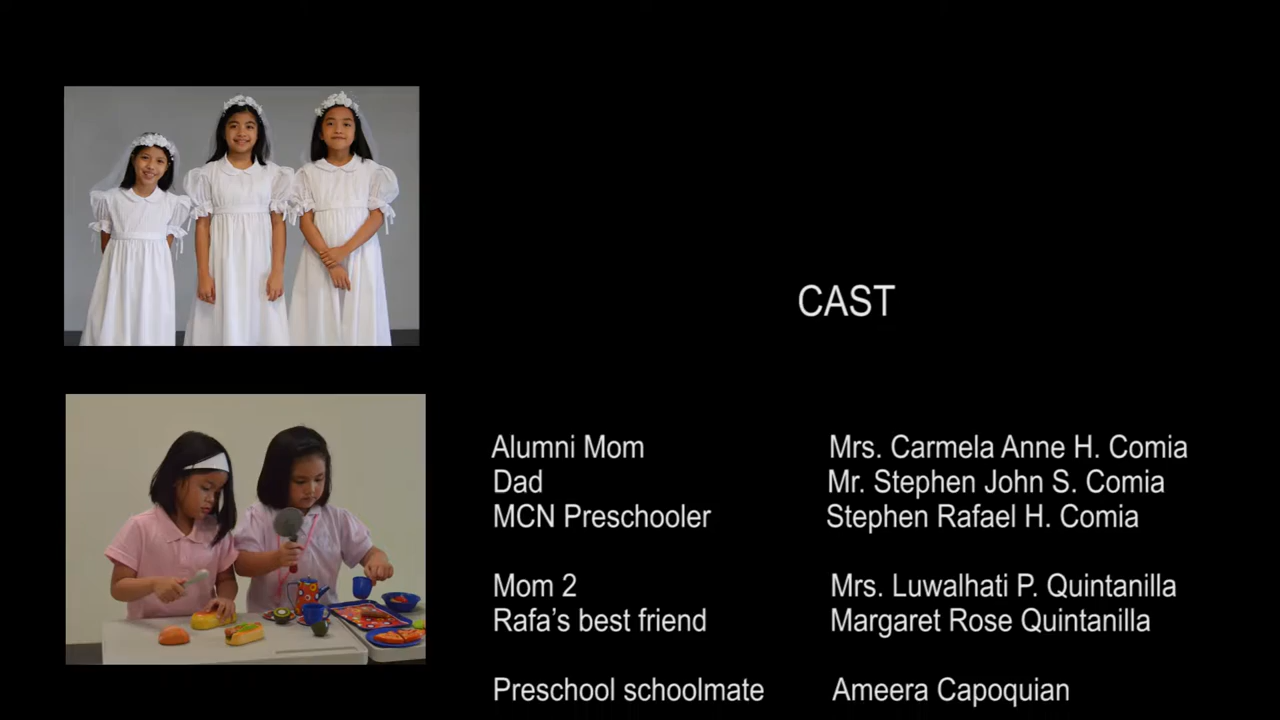 CAST
Alumni Mom Mrs. Carmela Anne H. Comia
Dad Mr. Stephen John S. Comia
MCN Preschooler Stephen Rafael H. Comia
Mom 2 Mrs. Luwalhati P. Quintanilla
Rafa’s best friend Margaret Rose Quintanilla
Preschool schoolmate Ameera Capoquian